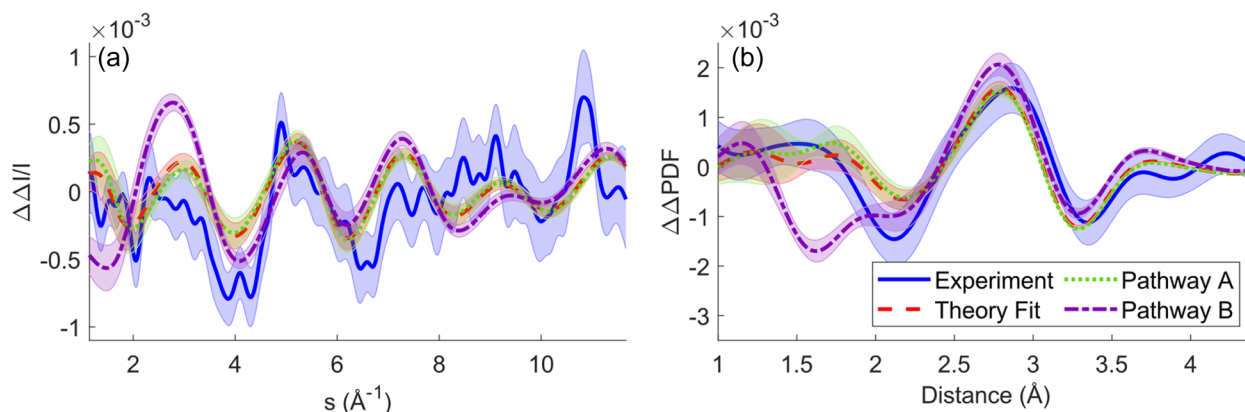 ×10⁻³
(a)
1
0.5
0
-0.5
-1
ΔΔI/I
2 4 6 8 10
s (Å⁻¹)
×10⁻³
(b)
2
1
0
-1
-2
-3
ΔΔPDF
Experiment Pathway A
Theory Fit Pathway B
1 1.5 2 2.5 3 3.5 4
Distance (Å)